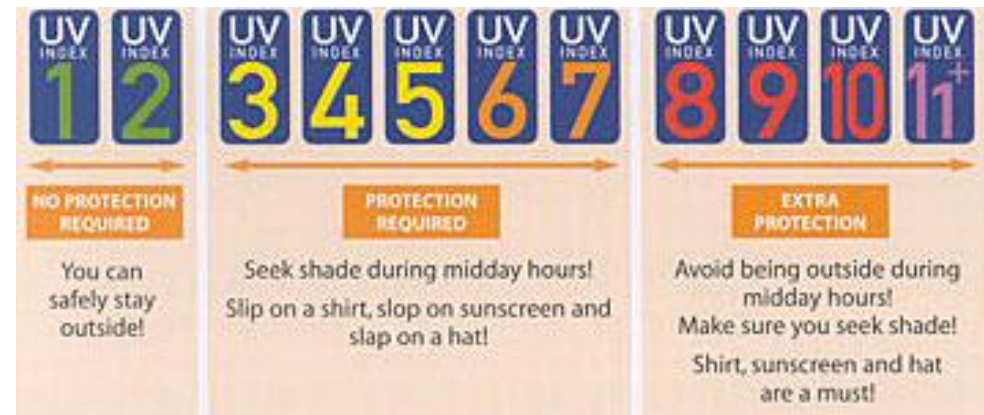 UV INDEX 1
UV INDEX 2
UV INDEX 3
UV INDEX 4
UV INDEX 5
UV INDEX 6
UV INDEX 7
UV INDEX 8
UV INDEX 9
UV INDEX 10
UV INDEX 11+
NO PROTECTION
REQUIRED
You can
safely stay
outside!
PROTECTION
REQUIRED
Seek shade during midday hours!
Slip on a shirt, slop on sunscreen and
slap on a hat!
EXTRA
PROTECTION
Avoid being outside during
midday hours!
Make sure you seek shade!
Shirt, sunscreen and hat
are a must!